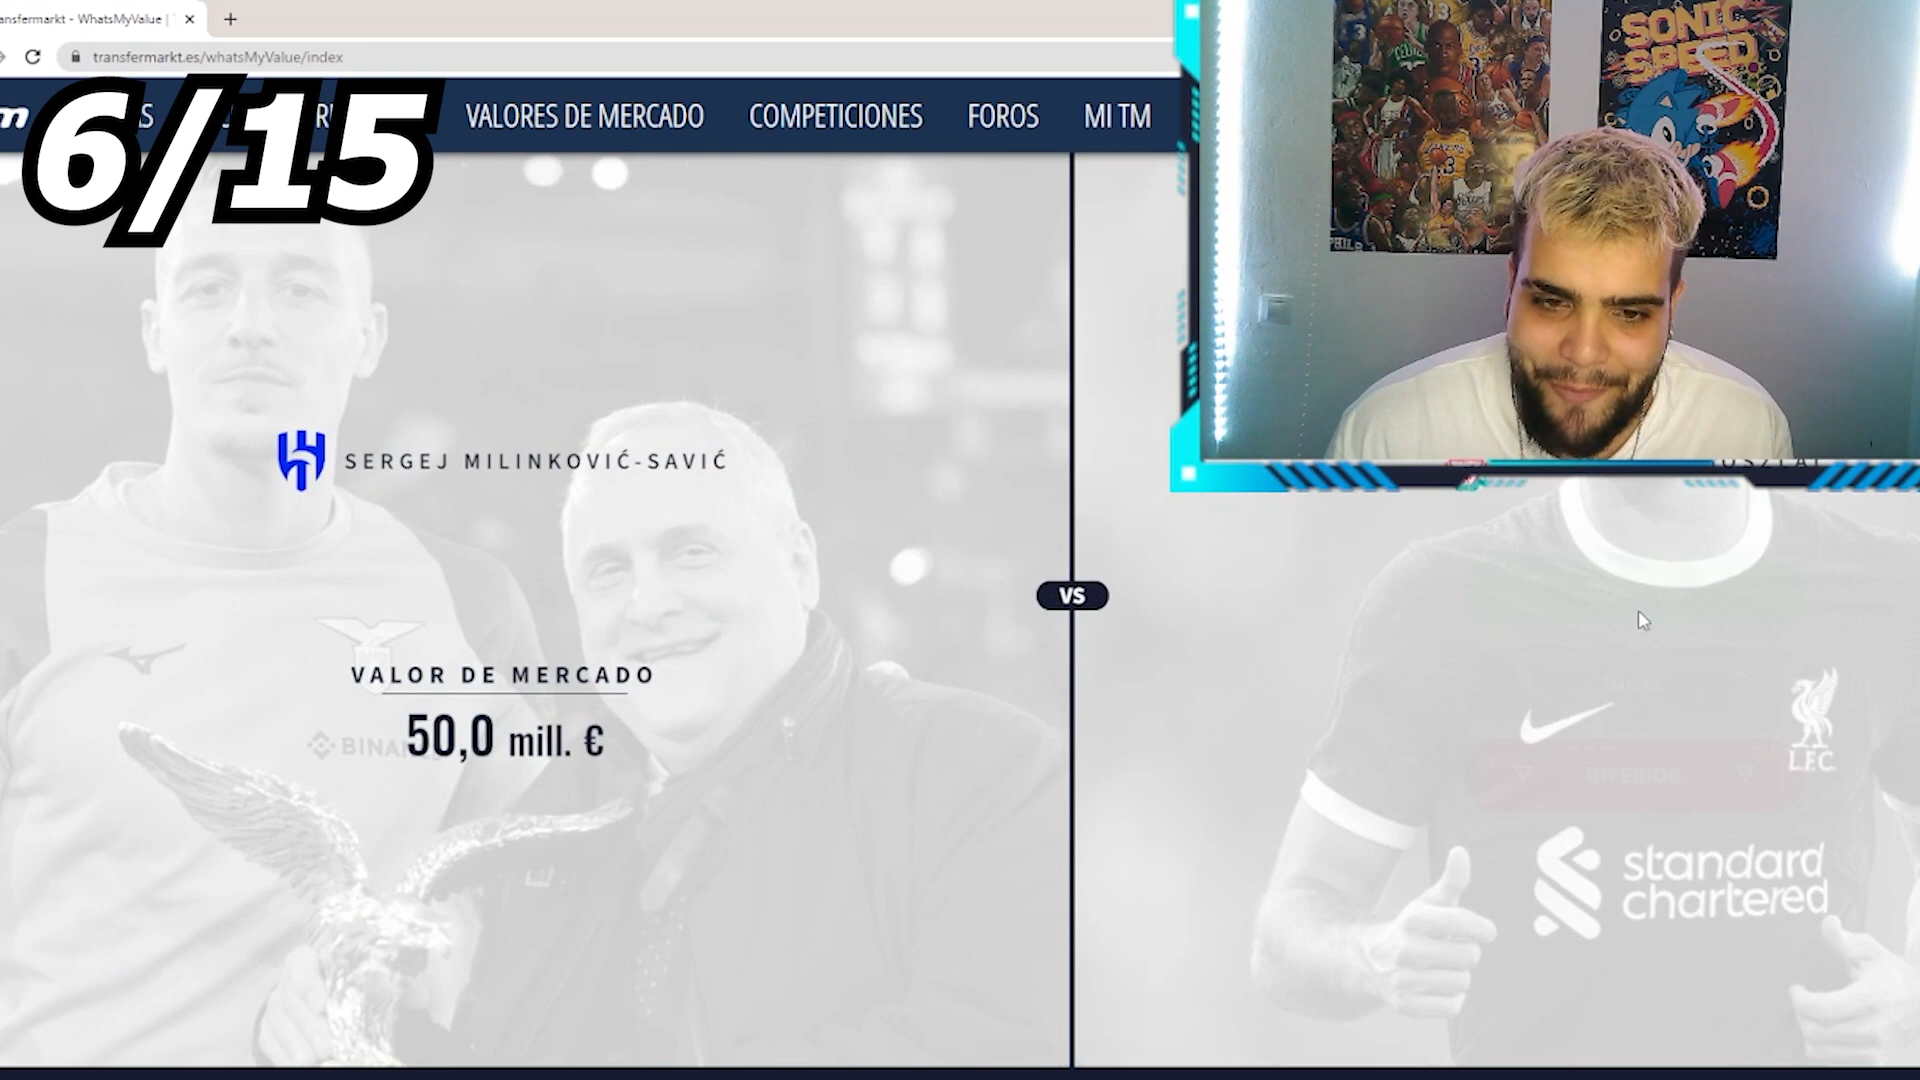 ansfermarkt - WhatsMyValue |
transfermarkt.es/whatsMyValue/index
6/15
VALORES DE MERCADO
COMPETICIONES
FOROS
MI TM
SONIC
SPEED
SERGEJ MILINKOVIĆ-SAVIĆ
VS
VALOR DE MERCADO
50,0 mill. €
L.F.C.
INFERIOR
standard
chartered